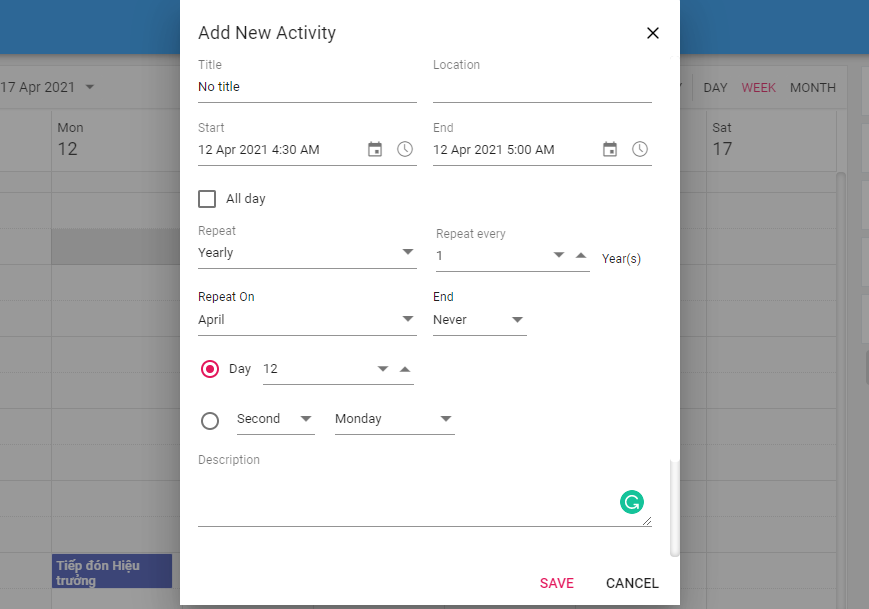 Add New Activity
Title
Location
No title
17 Apr 2021
DAY WEEK MONTH
Mon
12
Sat
17
Start
End
12 Apr 2021 4:30 AM
12 Apr 2021 5:00 AM
All day
Repeat
Repeat every
Yearly
1
Year(s)
Repeat On
End
April
Never
Day 12
Second Monday
Description
Tiếp đón Hiệu
trưởng
SAVE CANCEL